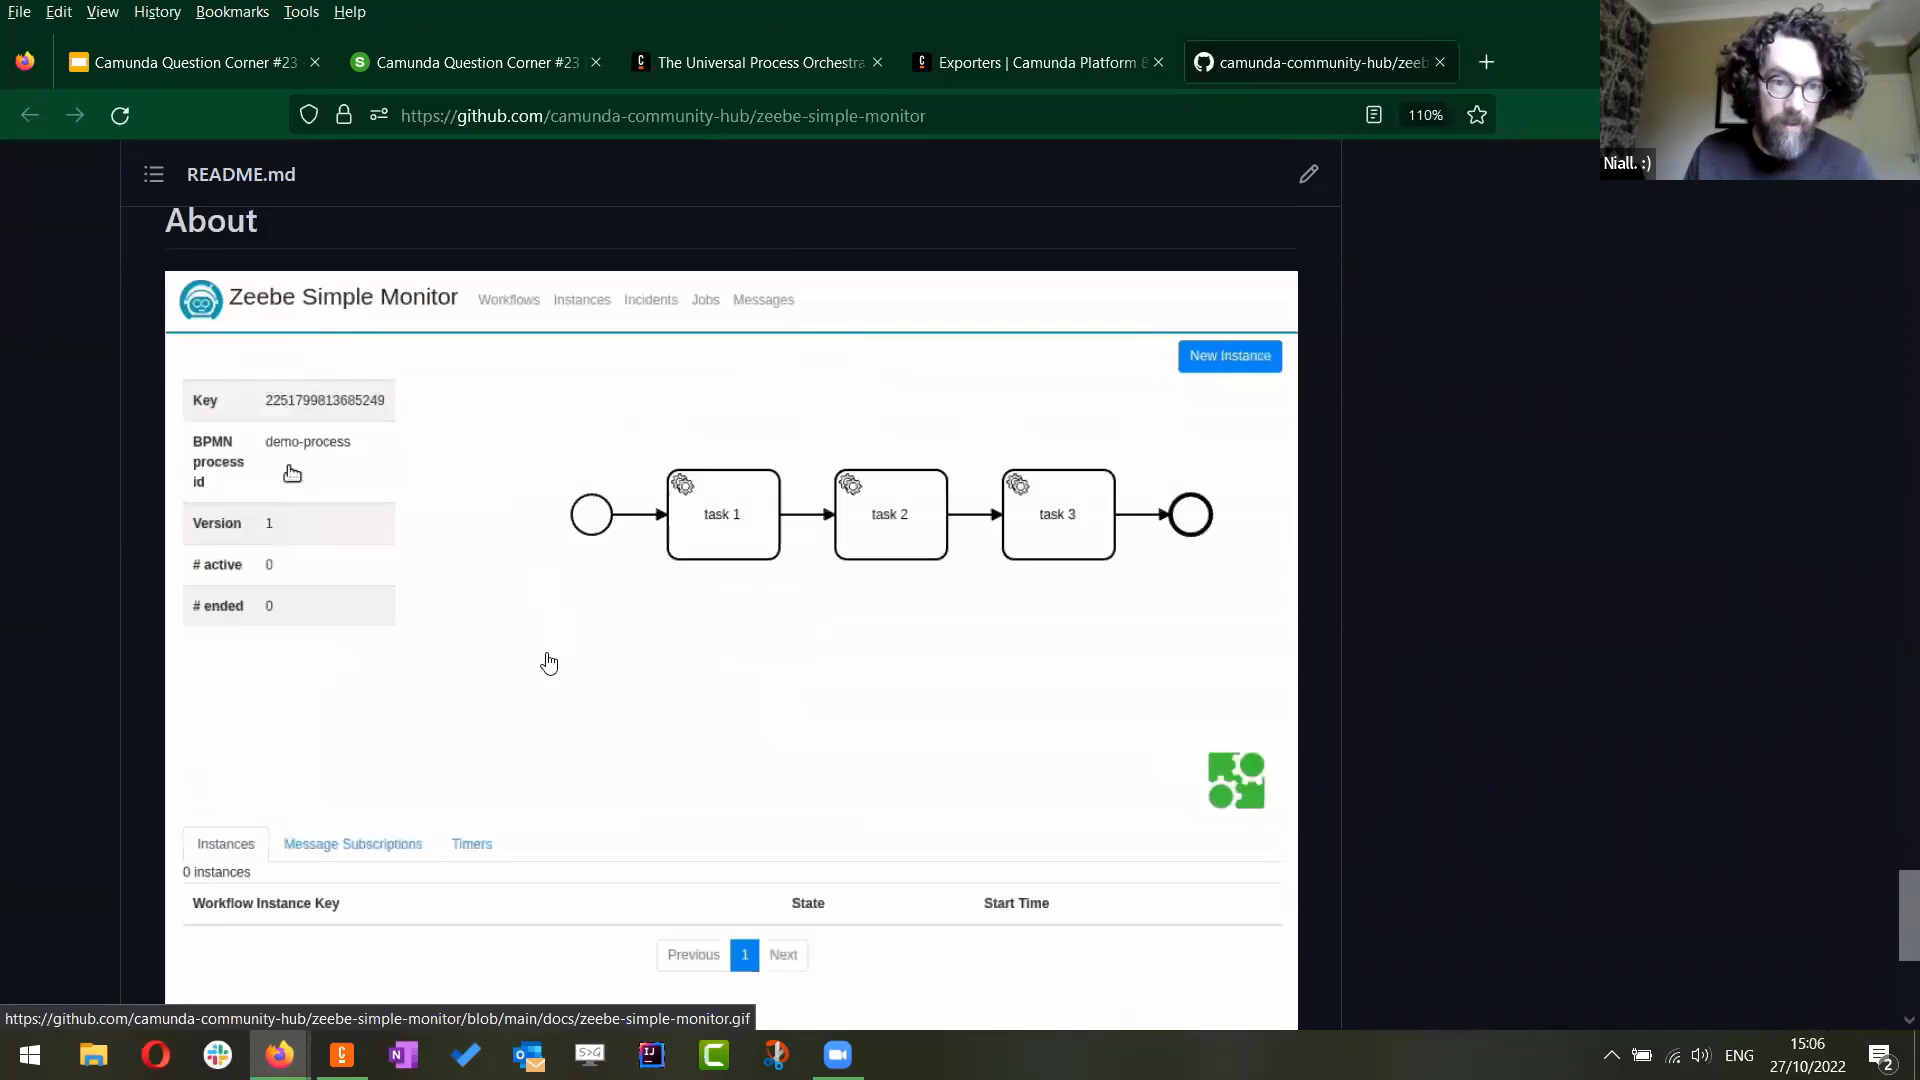 File Edit View History Bookmarks Tools Help
Camunda Question Corner #23
Camunda Question Corner #23
The Universal Process Orchestra
Exporters | Camunda Platform 8
camunda-community-hub/zeeb
https://github.com/camunda-community-hub/zeebe-simple-monitor
110%
Niall. :)
README.md
About
Zeebe Simple Monitor
Workflows Instances Incidents Jobs Messages
New Instance
Key 2251799813685249
BPMN process id demo-process
Version 1
# active 0
# ended 0
task 1
task 2
task 3
Instances Message Subscriptions Timers
0 instances
Workflow Instance Key State Start Time
Previous 1 Next
https://github.com/camunda-community-hub/zeebe-simple-monitor/blob/main/docs/zeebe-simple-monitor.gif
ENG
15:06
27/10/2022
2